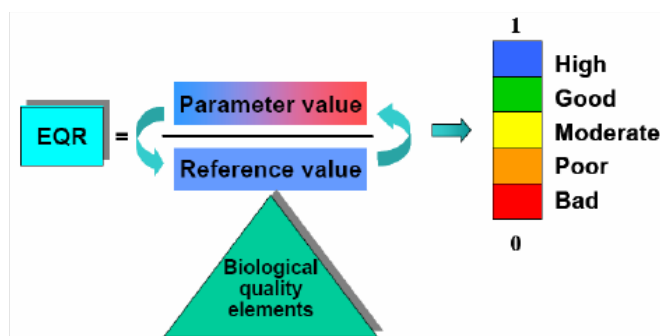 EQR
=
Parameter value
Reference value
Biological
quality
elements
1
High
Good
Moderate
Poor
Bad
0